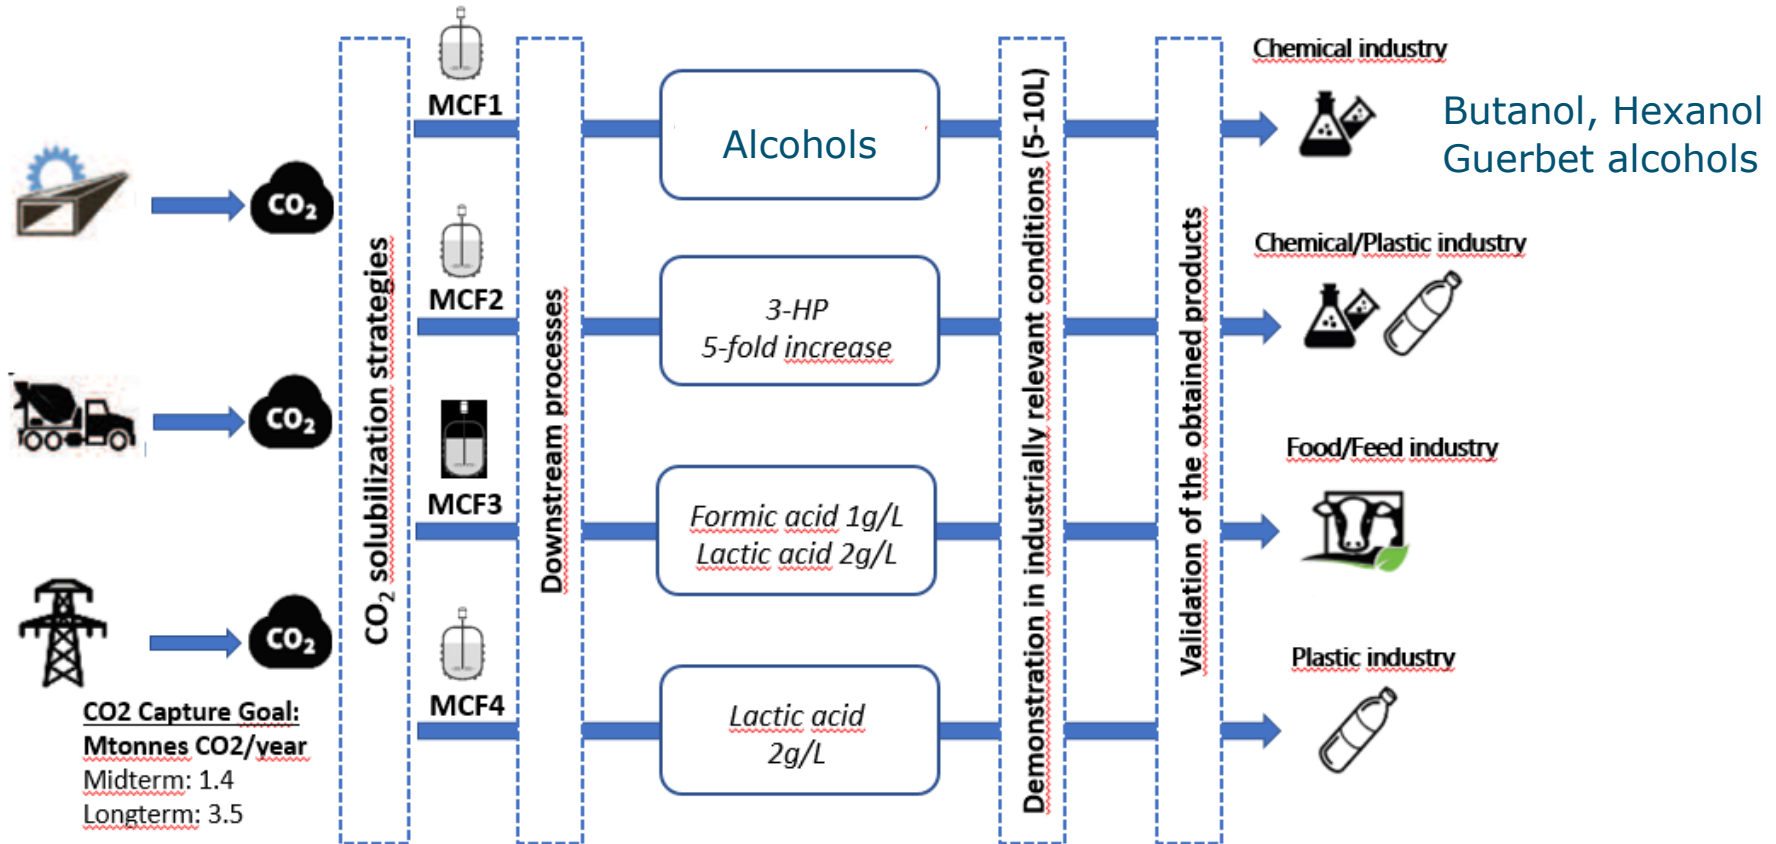 CO2
CO2
CO2
CO2 Capture Goal:
Mtonnes CO2/year
Midterm: 1.4
Longterm: 3.5
CO2 solubilization strategies
MCF1
MCF2
MCF3
MCF4
Downstream processes
Alcohols
3-HP
5-fold increase
Formic acid 1g/L
Lactic acid 2g/L
Lactic acid
2g/L
Demonstration in industrially relevant conditions (5-10L)
Validation of the obtained products
Chemical industry
Butanol, Hexanol
Guerbet alcohols
Chemical/Plastic industry
Food/Feed industry
Plastic industry